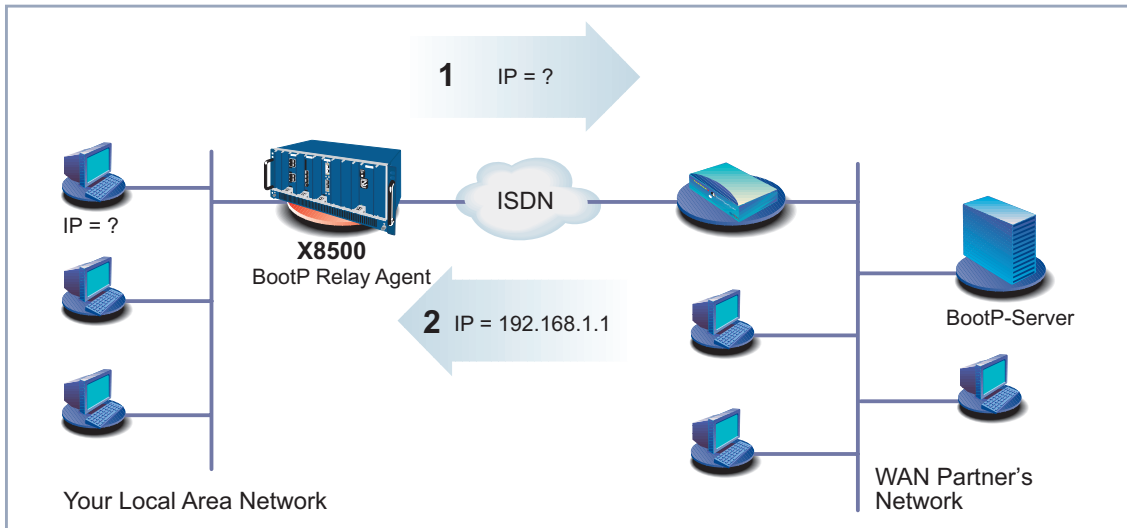 1 IP = ?
ISDN
IP = ?
X8500
BootP Relay Agent
2 IP = 192.168.1.1
BootP-Server
Your Local Area Network
WAN Partner's
Network